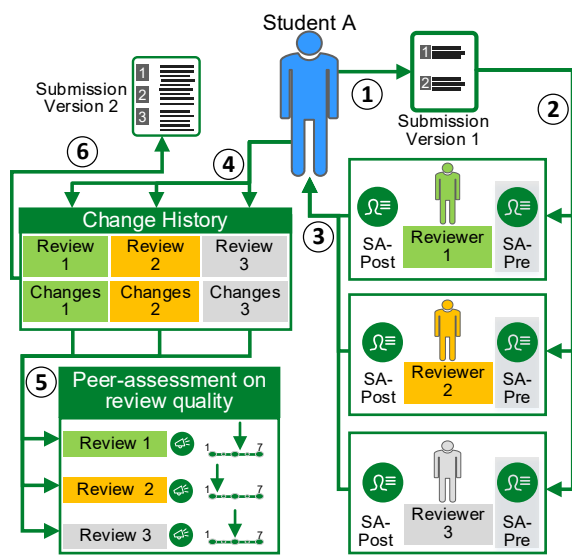 Student A
1
1
2
Submission
Version 1
2
1
2
3
Submission
Version 2
6
4
3
SA-
Post
Reviewer
1
SA-
Pre
Change History
Review
1
Review
2
Review
3
Changes
1
Changes
2
Changes
3
SA-
Post
Reviewer
2
SA-
Pre
5
Peer-assessment on
review quality
Review 1
1
7
Review 2
1
7
Review 3
1
7
SA-
Post
Reviewer
3
SA-
Pre